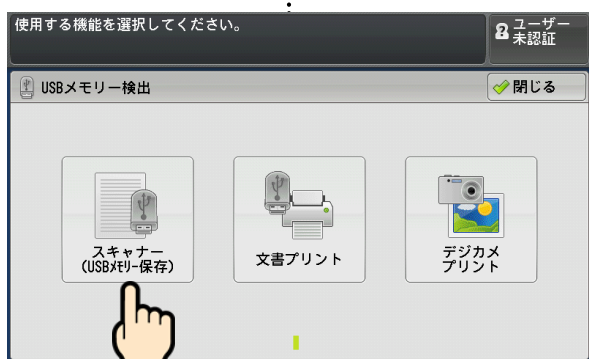 使用する機能を選択してください。
ユーザー
未認証
USBメモリー検出
閉じる
スキャナー
(USBﾒﾓﾘｰ保存)
文書プリント
デジカメ
プリント